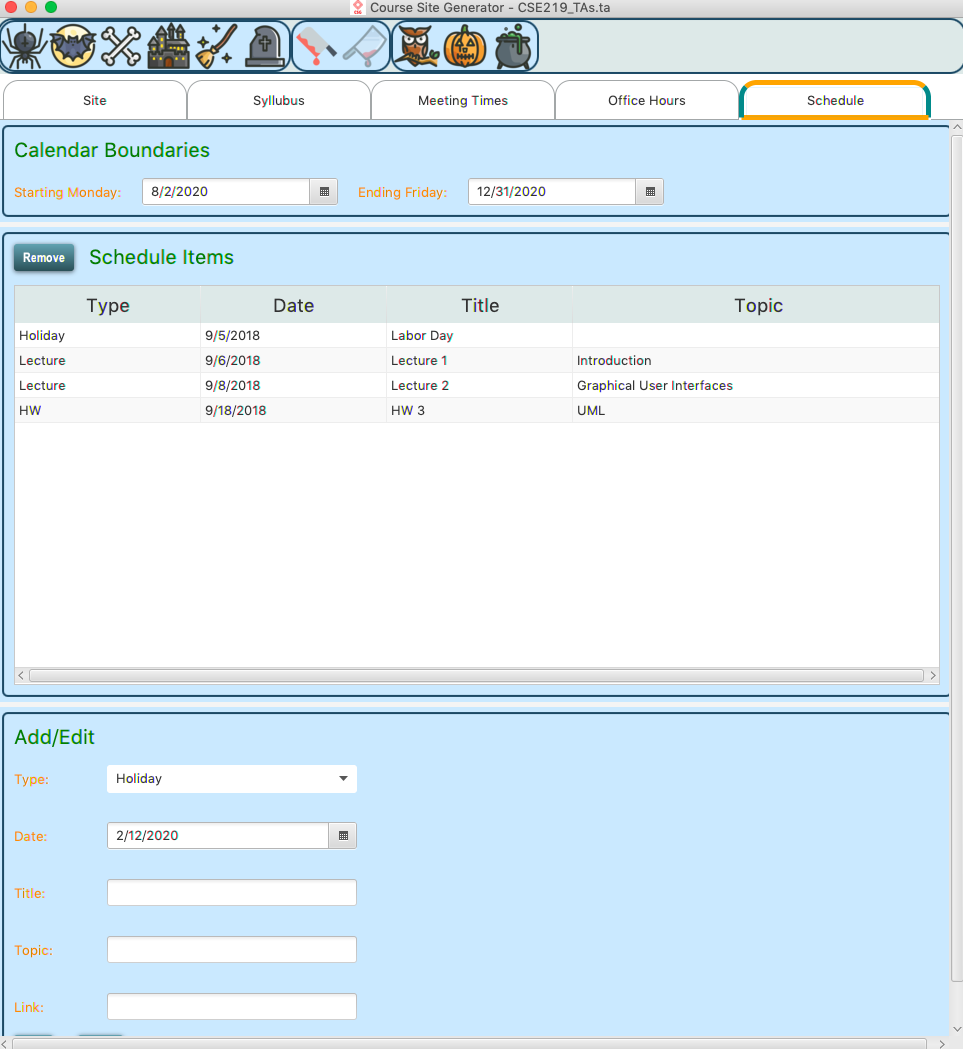 Course Site Generator - CSE219_TAs.ta
Site Syllubus Meeting Times Office Hours Schedule
Calendar Boundaries
Starting Monday: 8/2/2020 Ending Friday: 12/31/2020
Remove Schedule Items
Type Date Title Topic
Holiday 9/5/2018 Labor Day
Lecture 9/6/2018 Lecture 1 Introduction
Lecture 9/8/2018 Lecture 2 Graphical User Interfaces
HW 9/18/2018 HW 3 UML
Add/Edit
Type: Holiday
Date: 2/12/2020
Title:
Topic:
Link: